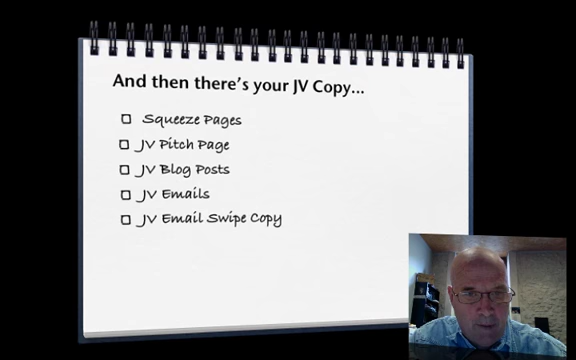 And then there's your JV Copy...
Squeeze Pages
JV Pitch Page
JV Blog Posts
JV Emails
JV Email Swipe Copy